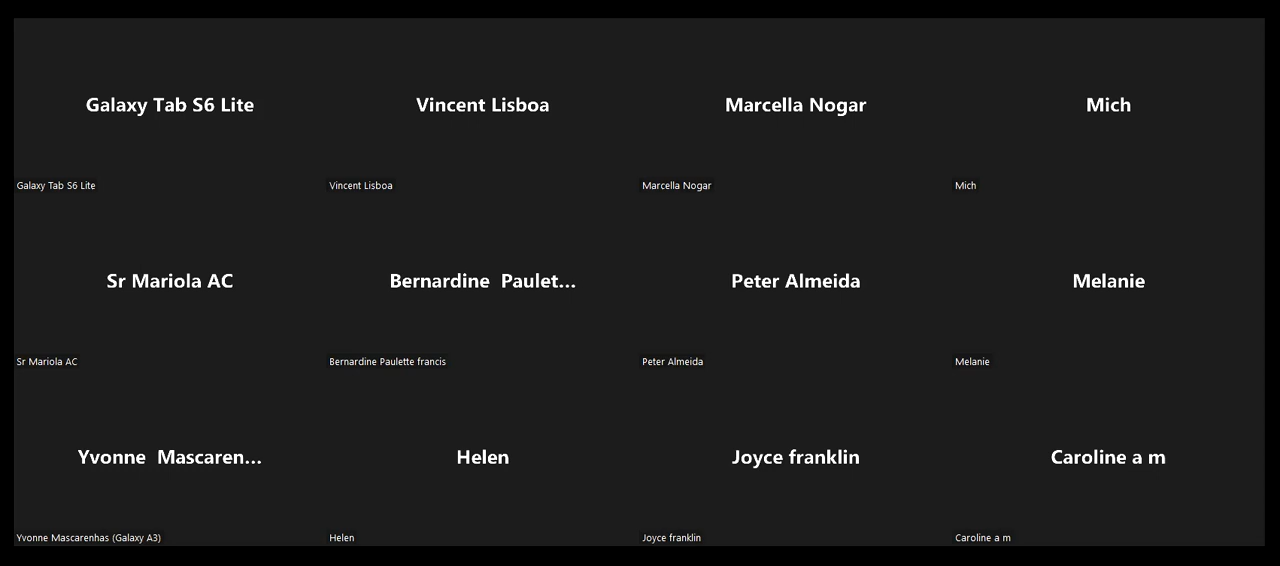 Galaxy Tab S6 Lite
Vincent Lisboa
Marcella Nogar
Mich
Galaxy Tab S6 Lite
Vincent Lisboa
Marcella Nogar
Mich
Sr Mariola AC
Bernardine  Paulet...
Peter Almeida
Melanie
Sr Mariola AC
Bernardine Paulette francis
Peter Almeida
Melanie
Yvonne  Mascaren...
Helen
Joyce franklin
Caroline a m
Yvonne Mascarenhas (Galaxy A3)
Helen
Joyce franklin
Caroline a m